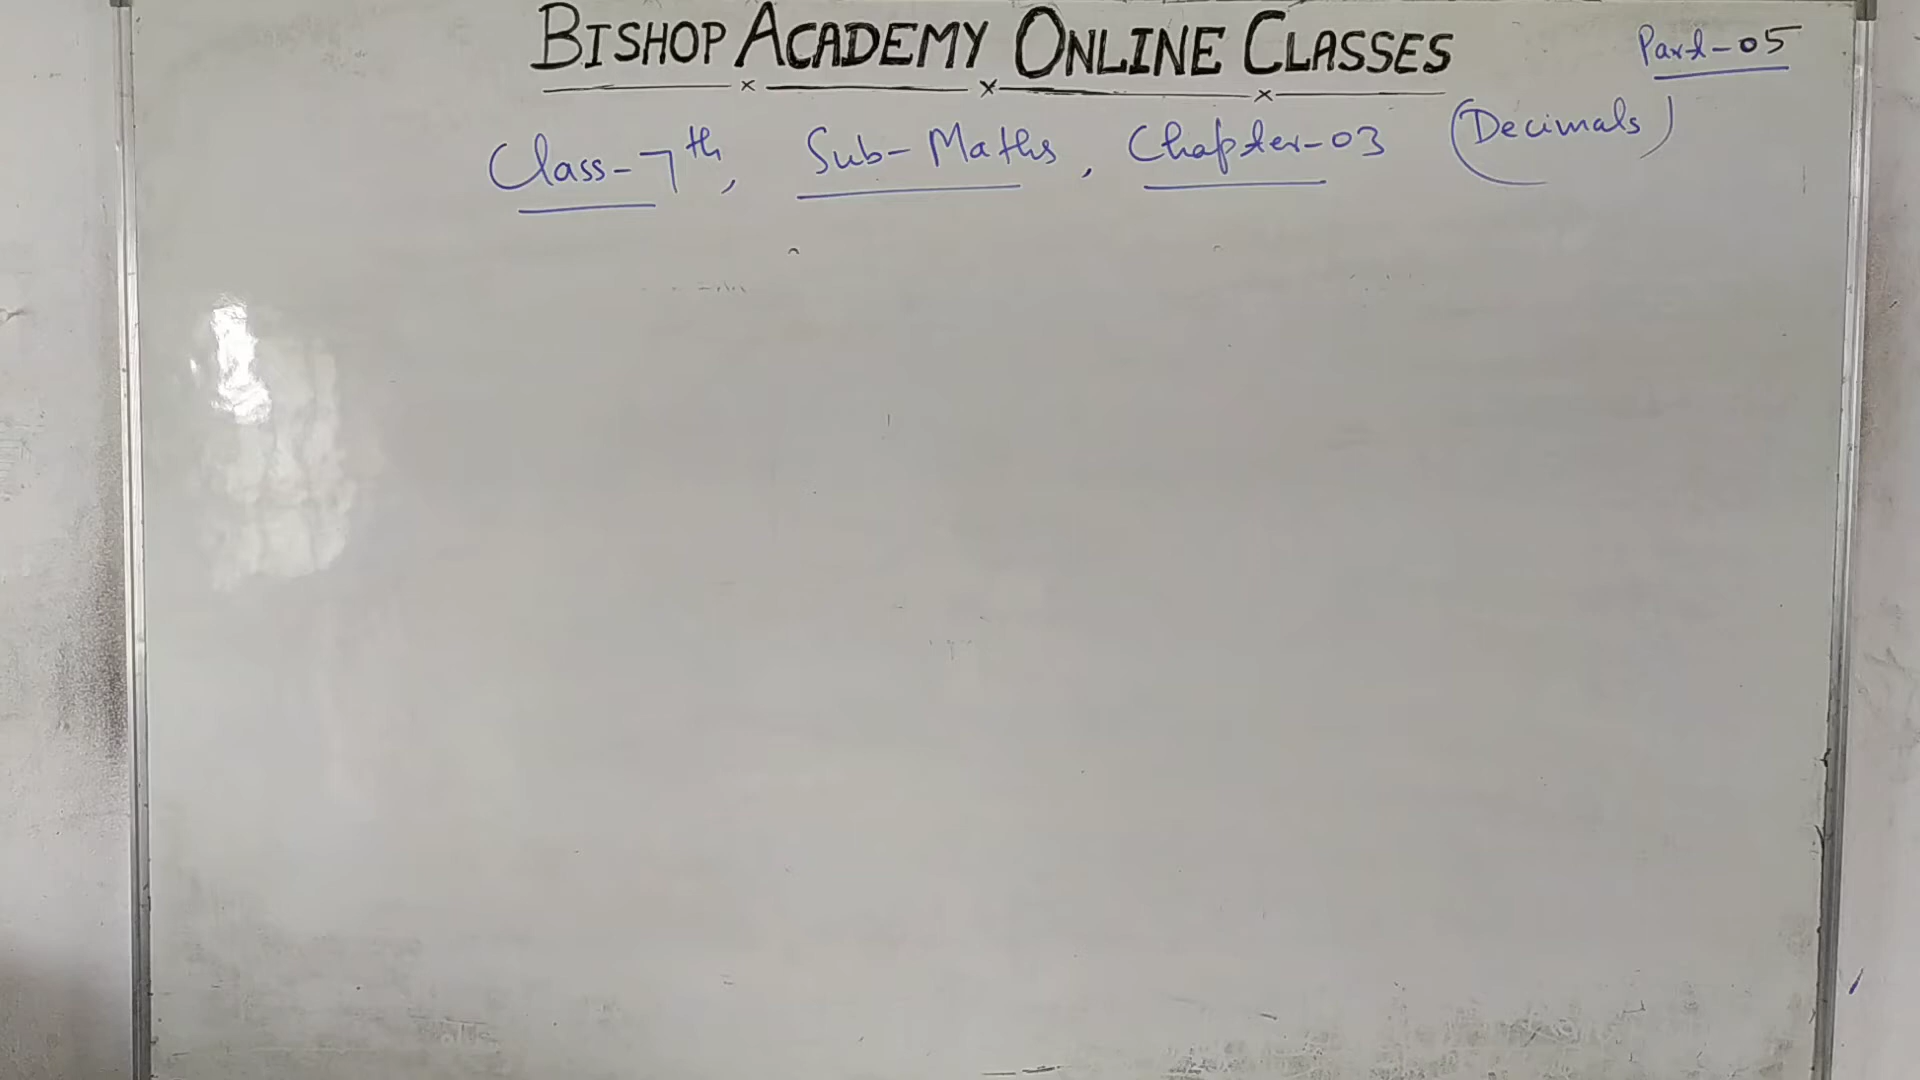 BISHOP ACADEMY ONLINE CLASSES
Part-05
Class-7th, Sub-Maths, Chapter-03 (Decimals)